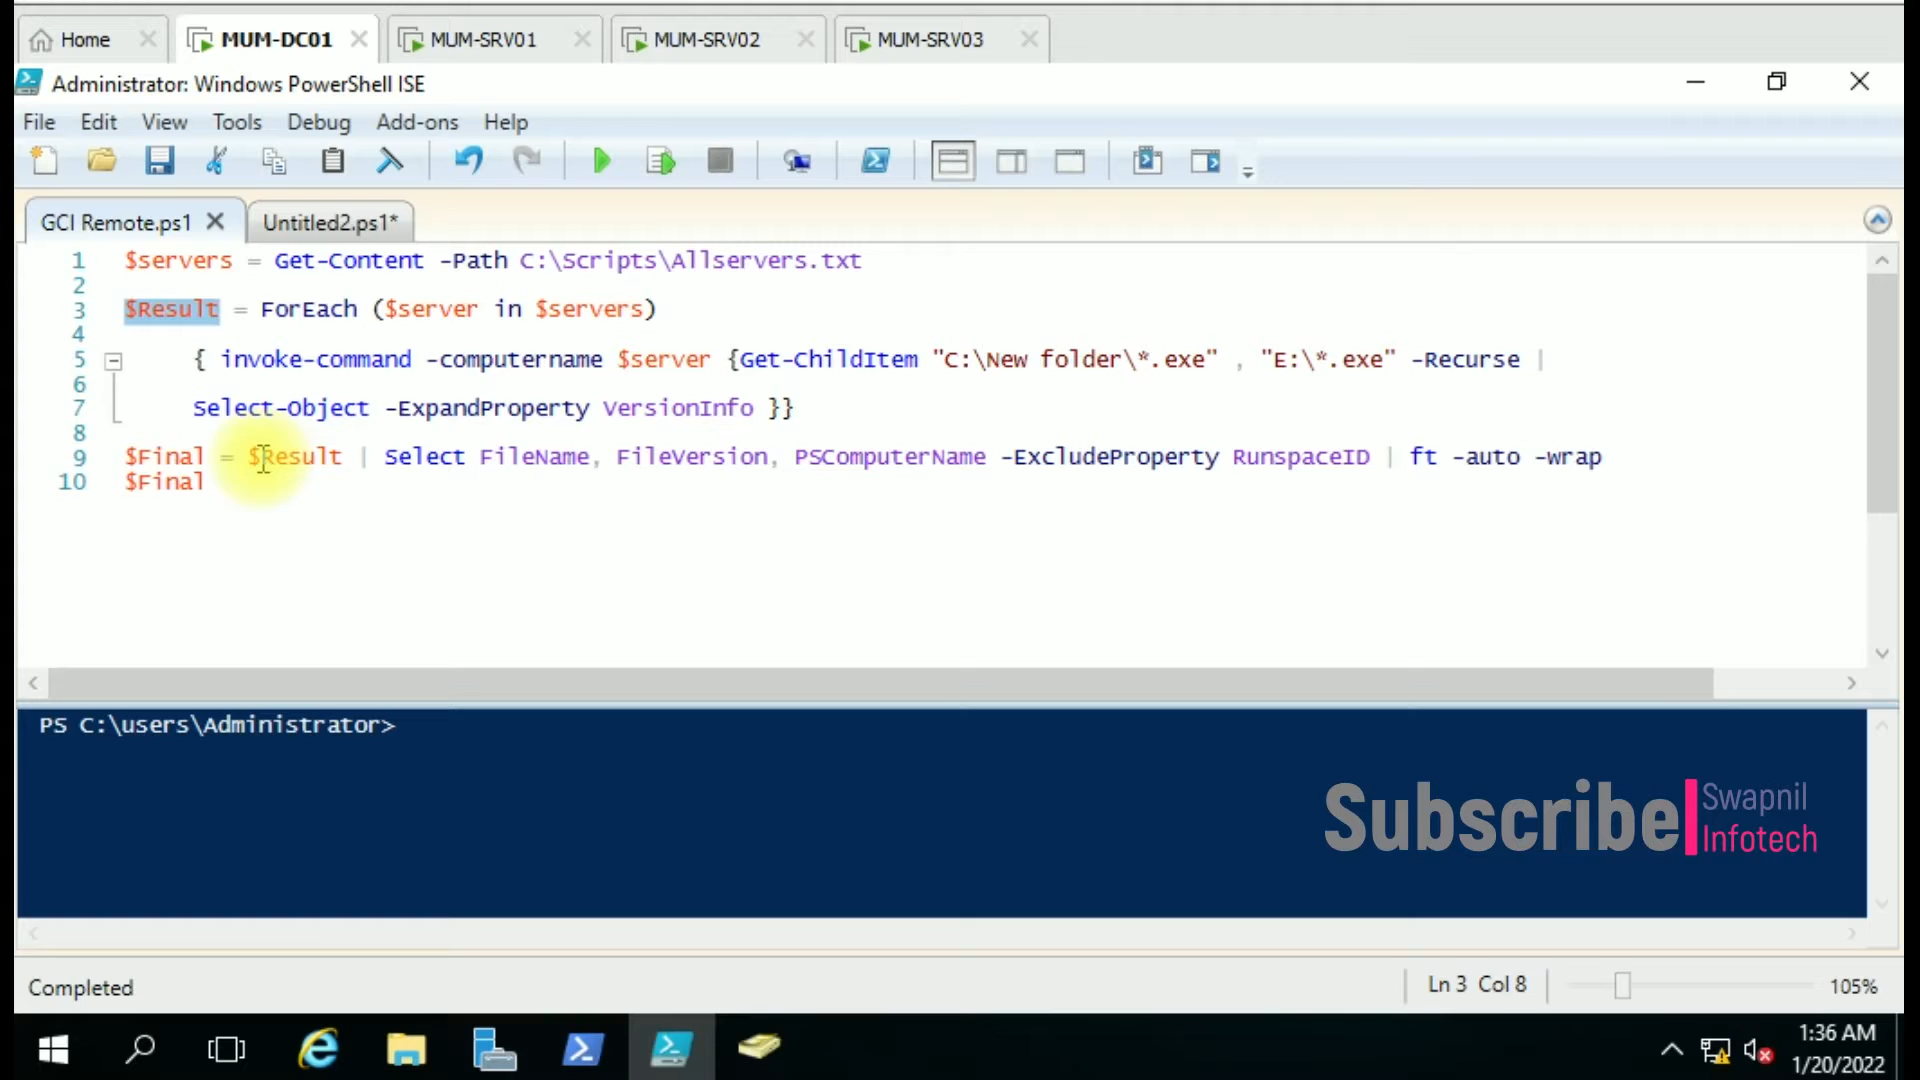 Home
MUM-DC01
MUM-SRV01
MUM-SRV02
MUM-SRV03
Administrator: Windows PowerShell ISE
File Edit View Tools Debug Add-ons Help
GCI Remote.ps1
Untitled2.ps1*
1 $servers = Get-Content -Path C:\Scripts\Allservers.txt
2
3 $Result = ForEach ($server in $servers)
4
5 { invoke-command -computername $server {Get-ChildItem "C:\New folder\*.exe" , "E:\*.exe" -Recurse |
6
7 Select-Object -ExpandProperty VersionInfo }}
8
9 $Final = $Result | Select FileName, FileVersion, PSComputerName -ExcludeProperty RunspaceID | ft -auto -wrap
10 $Final
PS C:\users\Administrator>
Subscribe
Swapnil
Infotech
Completed
Ln 3 Col 8
105%
1:36 AM
1/20/2022